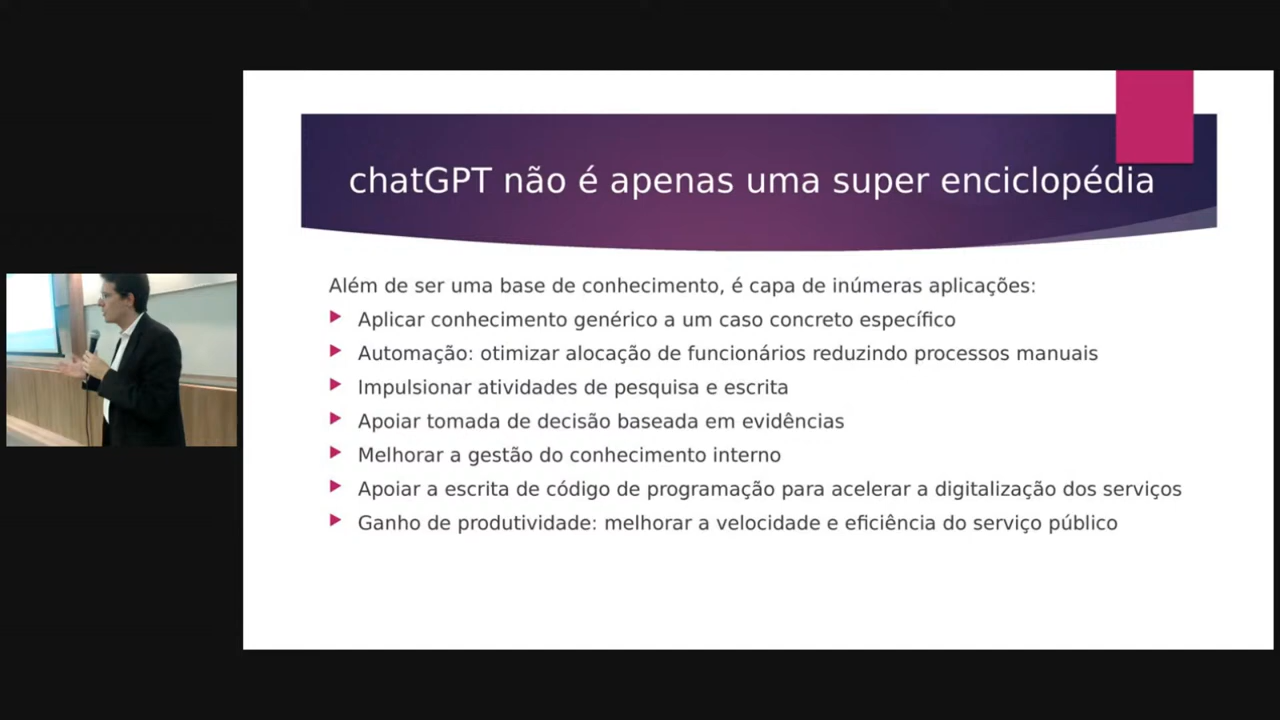 chatGPT não é apenas uma super enciclopédia
Além de ser uma base de conhecimento, é capa de inúmeras aplicações:
Aplicar conhecimento genérico a um caso concreto específico
Automação: otimizar alocação de funcionários reduzindo processos manuais
Impulsionar atividades de pesquisa e escrita
Apoiar tomada de decisão baseada em evidências
Melhorar a gestão do conhecimento interno
Apoiar a escrita de código de programação para acelerar a digitalização dos serviços
Ganho de produtividade: melhorar a velocidade e eficiência do serviço público